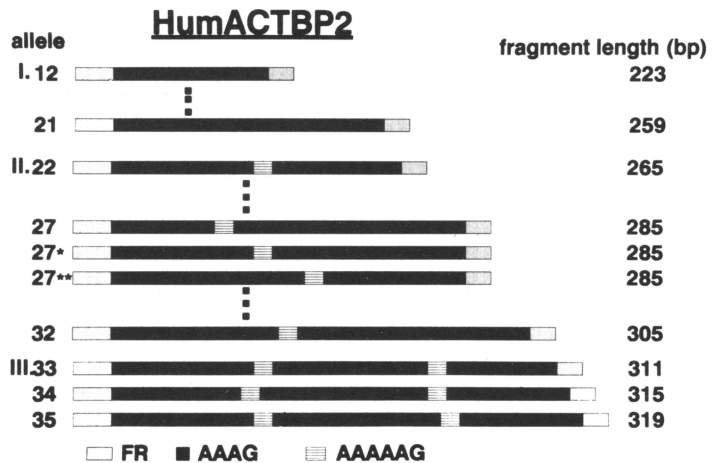 HumACTBP2
allele fragment length (bp)
I. 12 223
21 259
II. 22 265
27 285
27* 285
27** 285
32 305
III. 33 311
34 315
35 319
FR AAAG AAAAAG